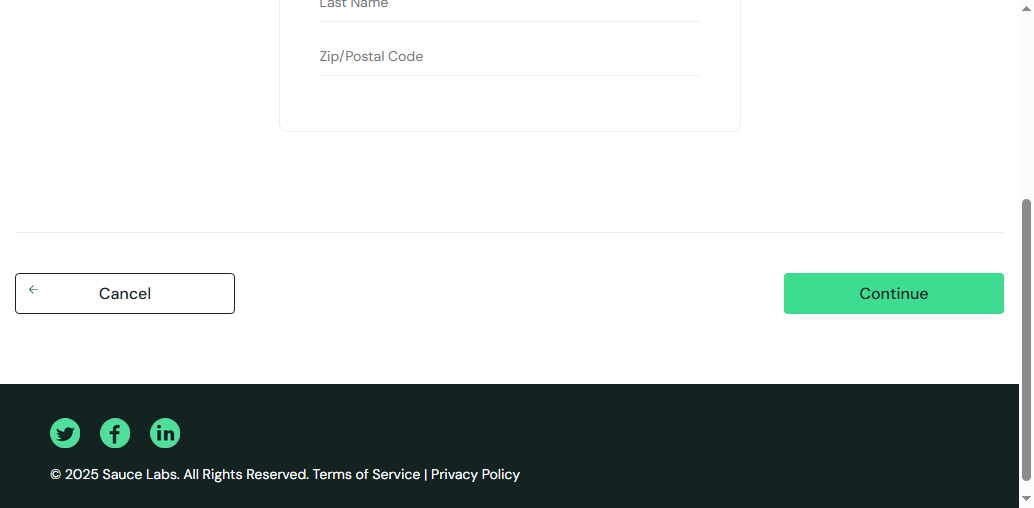 Last Name
Zip/Postal Code
Cancel
Continue
© 2025 Sauce Labs. All Rights Reserved. Terms of Service | Privacy Policy